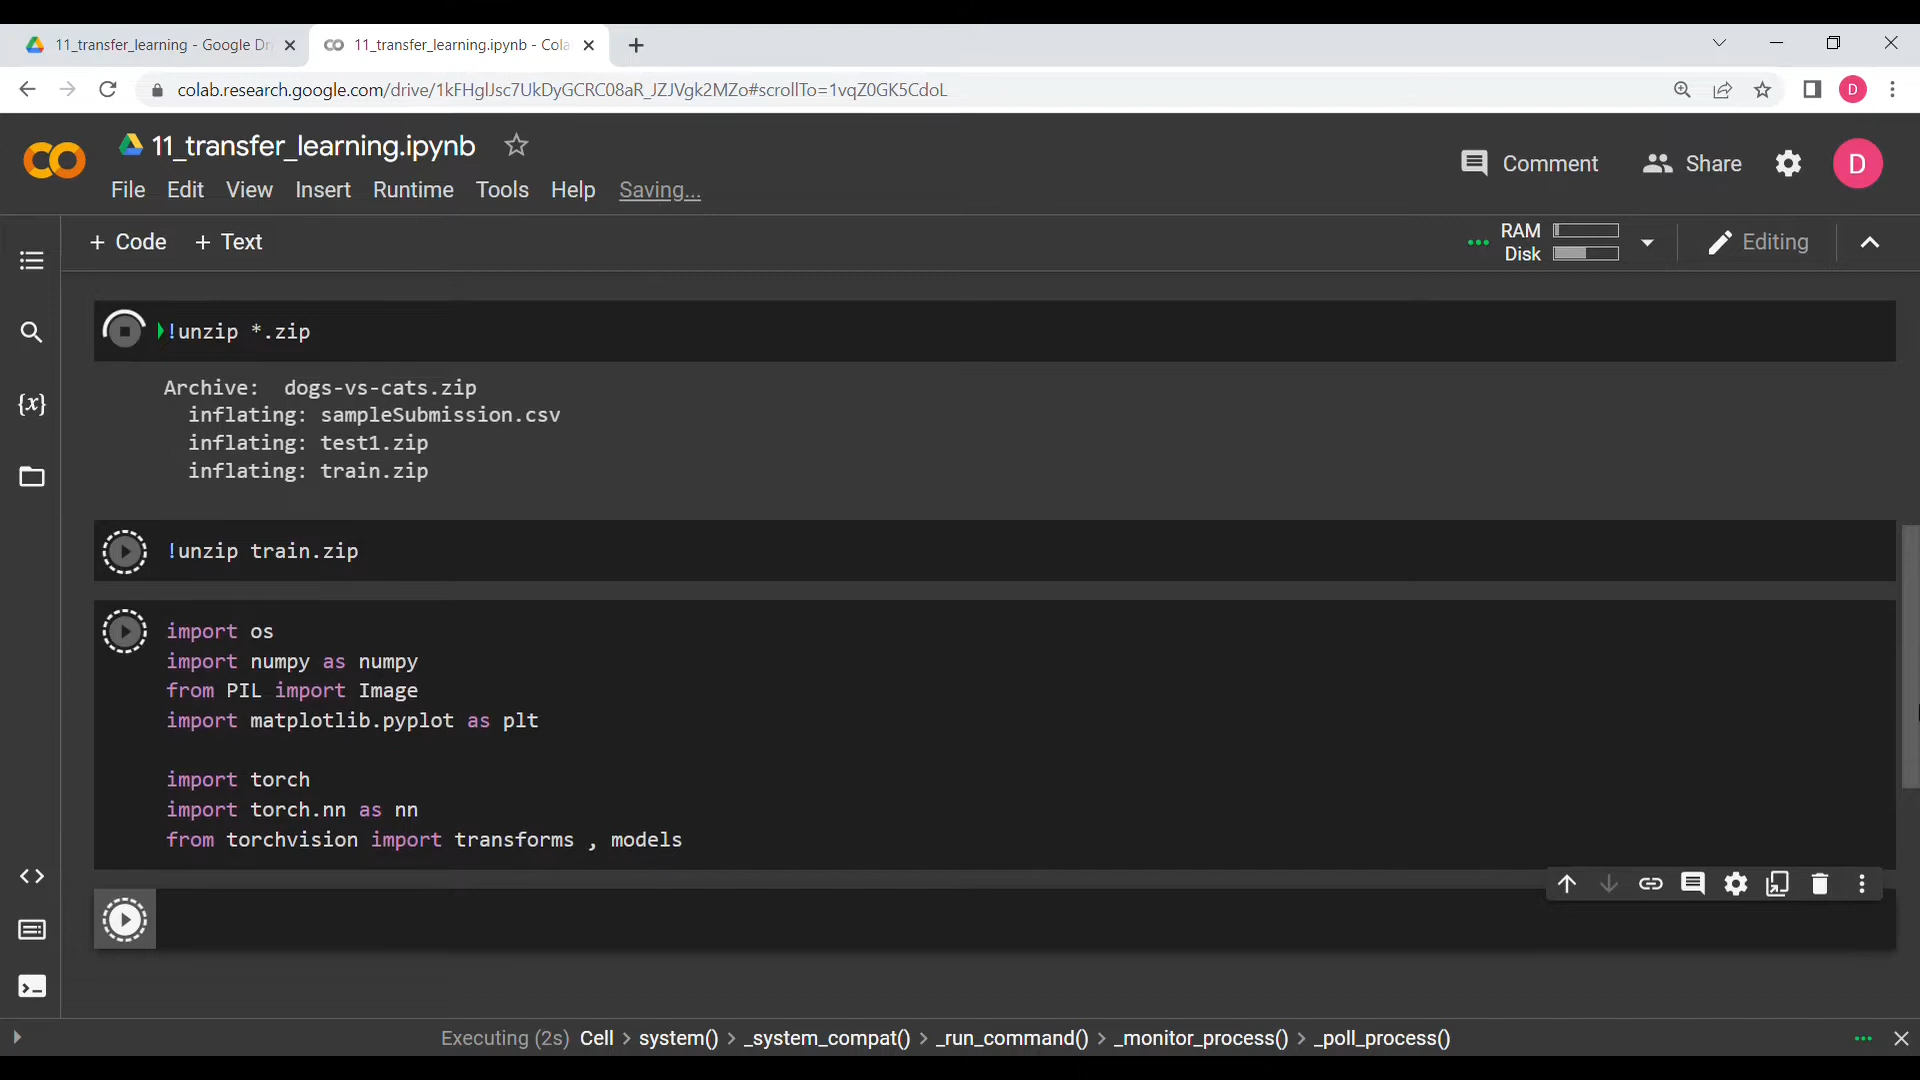 11_transfer_learning - Google Dr
11_transfer_learning.ipynb - Cola
colab.research.google.com/drive/1kFHglJsc7UkDyGCRC08aR_JZJVgk2MZo#scrollTo=1vqZ0GK5CdoL
D
11_transfer_learning.ipynb
Comment
Share
D
File Edit View Insert Runtime Tools Help Saving...
+ Code + Text
RAM
Disk
Editing
{x}
!unzip *.zip
Archive:  dogs-vs-cats.zip
inflating: sampleSubmission.csv
inflating: test1.zip
inflating: train.zip
!unzip train.zip
import os
import numpy as numpy
from PIL import Image
import matplotlib.pyplot as plt
import torch
import torch.nn as nn
from torchvision import transforms , models
Executing (2s) Cell > system() > _system_compat() > _run_command() > _monitor_process() > _poll_process()